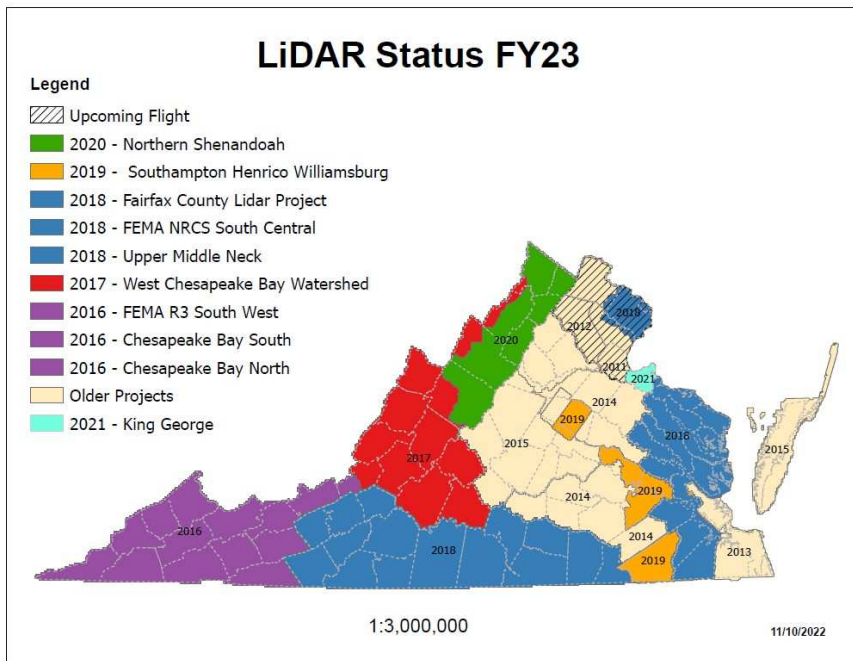 LiDAR Status FY23
Legend
Upcoming Flight
2020 - Northern Shenandoah
2019 - Southampton Henrico Williamsburg
2018 - Fairfax County Lidar Project
2018 - FEMA NRCS South Central
2018 - Upper Middle Neck
2017 - West Chesapeake Bay Watershed
2016 - FEMA R3 South West
2016 - Chesapeake Bay South
2016 - Chesapeake Bay North
Older Projects
2021 - King George
2018
2012
2020
2011
2021
2014
2019
2018
2015
2015
2017
2019
2014
2016
2014
2018
2019
2013
1:3,000,000
11/10/2022